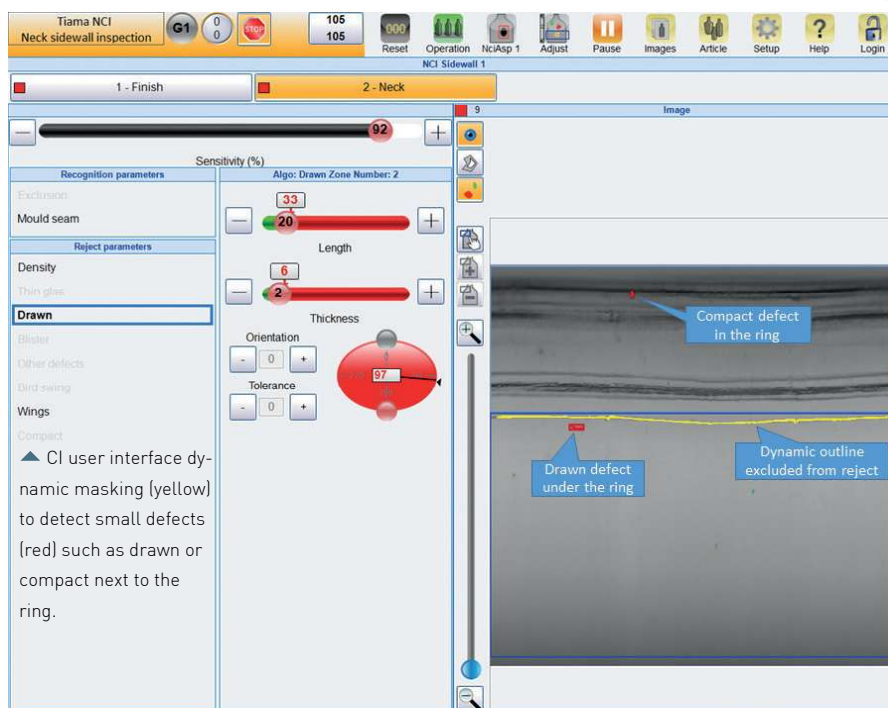 Tiama NCI
Neck sidewall inspection
G1
0
0
STOP
105
105
000
Reset
Operation
NciAsp 1
Adjust
Pause
Images
Article
Setup
?
Help
Login
NCI Sidewall 1
1 - Finish
2 - Neck
9
Image
92
Sensitivity (%)
Recognition parameters
Exclusion
Mould seam
Reject parameters
Density
Thin glas
Drawn
Blister
Other defects
Bird swing
Wings
Compact
Algo: Drawn Zone Number: 2
33
20
Length
6
2
Thickness
Orientation
- 0 +
Tolerance
- 0 +
97
Compact defect
in the ring
Drawn defect
under the ring
Dynamic outline
excluded from reject
CI user interface dy-
namic masking (yellow)
to detect small defects
(red) such as drawn or
compact next to the
ring.